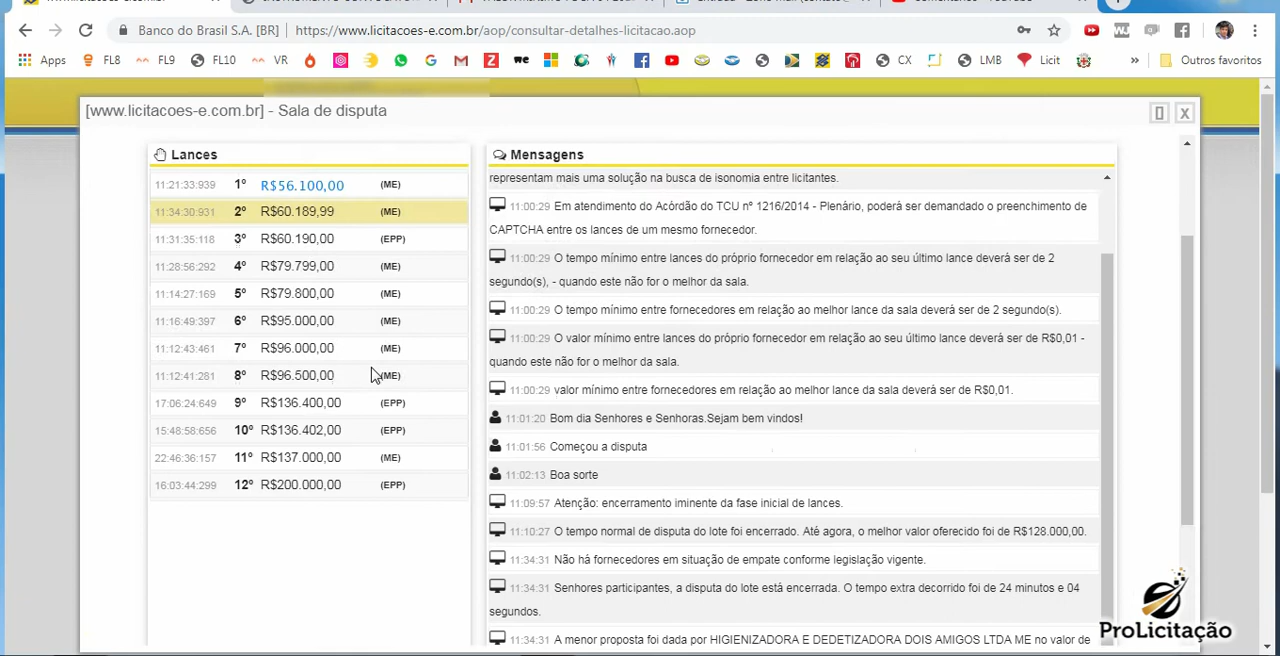 Banco do Brasil S.A. [BR] https://www.licitacoes-e.com.br/aop/consultar-detalhes-licitacao.aop
Apps FL8 FL9 FL10 VR CX LMB Licit » Outros favoritos
[www.licitacoes-e.com.br] - Sala de disputa
Lances
11:21:33:939 1º R$56.100,00 (ME)
11:34:30:931 2º R$60.189,99 (ME)
11:31:35:118 3º R$60.190,00 (EPP)
11:28:56:292 4º R$79.799,00 (ME)
11:14:27:169 5º R$79.800,00 (ME)
11:16:49:397 6º R$95.000,00 (ME)
11:12:43:461 7º R$96.000,00 (ME)
11:12:41:281 8º R$96.500,00 (ME)
17:06:24:649 9º R$136.400,00 (EPP)
15:48:58:656 10º R$136.402,00 (EPP)
22:46:36:157 11º R$137.000,00 (ME)
16:03:44:299 12º R$200.000,00 (EPP)
Mensagens
representam mais uma solução na busca de isonomia entre licitantes.
11:00:29 Em atendimento do Acórdão do TCU nº 1216/2014 - Plenário, poderá ser demandado o preenchimento de
CAPTCHA entre os lances de um mesmo fornecedor.
11:00:29 O tempo mínimo entre lances do próprio fornecedor em relação ao seu último lance deverá ser de 2
segundo(s), - quando este não for o melhor da sala.
11:00:29 O tempo mínimo entre fornecedores em relação ao melhor lance da sala deverá ser de 2 segundo(s).
11:00:29 O valor mínimo entre lances do próprio fornecedor em relação ao seu último lance deverá ser de R$0,01 -
quando este não for o melhor da sala.
11:00:29 valor mínimo entre fornecedores em relação ao melhor lance da sala deverá ser de R$0,01.
11:01:20 Bom dia Senhores e Senhoras.Sejam bem vindos!
11:01:56 Começou a disputa
11:02:13 Boa sorte
11:09:57 Atenção: encerramento iminente da fase inicial de lances.
11:10:27 O tempo normal de disputa do lote foi encerrado. Até agora, o melhor valor oferecido foi de R$128.000,00.
11:34:31 Não há fornecedores em situação de empate conforme legislação vigente.
11:34:31 Senhores participantes, a disputa do lote está encerrada. O tempo extra decorrido foi de 24 minutos e 04
segundos.
11:34:31 A menor proposta foi dada por HIGIENIZADORA E DEDETIZADORA DOIS AMIGOS LTDA ME no valor de
ProLicitação